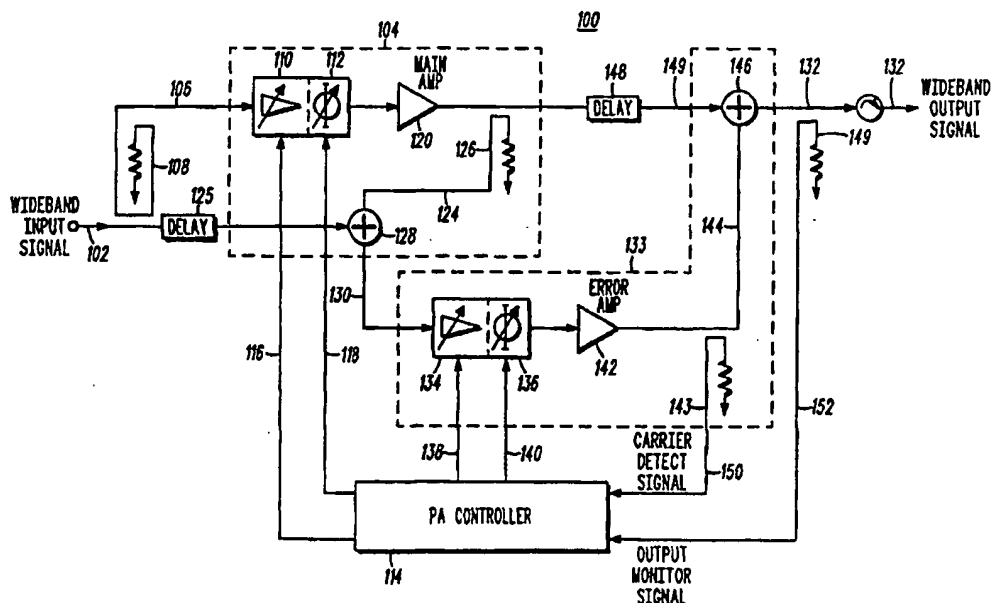 100
104
110
112
MAIN
AMP
120
106
108
148
DELAY
149
146
132
132
WIDEBAND
OUTPUT
SIGNAL
149
126
124
125
DELAY
WIDEBAND
INPUT
SIGNAL
102
128
144
133
130
ERROR
AMP
142
134
136
116
118
138
140
143
152
CARRIER
DETECT
SIGNAL
150
PA CONTROLLER
114
OUTPUT
MONITOR
SIGNAL